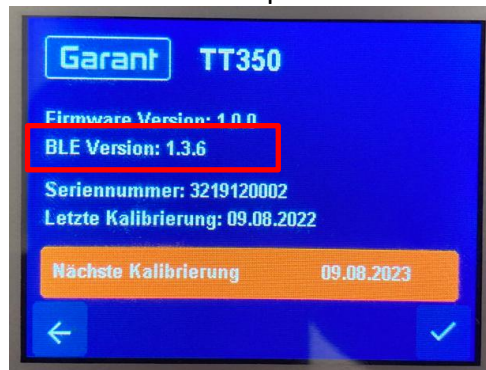 Garant TT350
Firmware Version: 1.0.0
BLE Version: 1.3.6
Seriennummer: 3219120002
Letzte Kalibrierung: 09.08.2022
Nächste Kalibrierung 09.08.2023